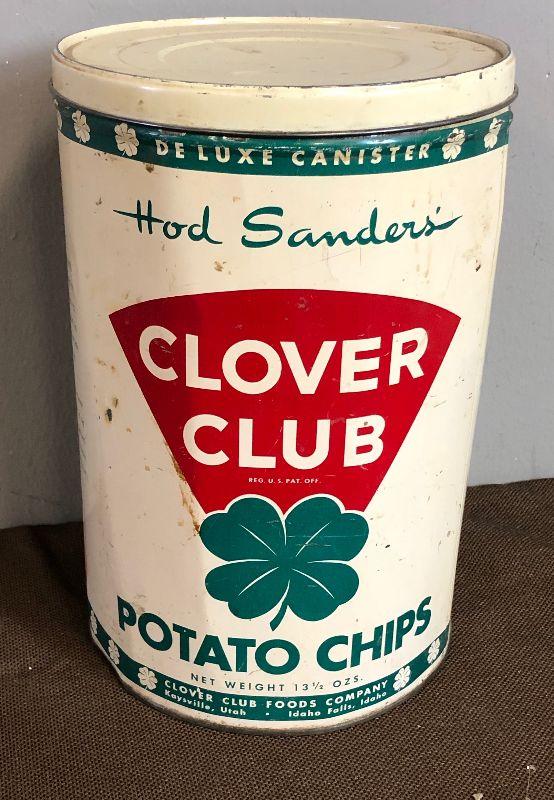 DE LUXE CANISTER
Hod Sanders'
CLOVER
CLUB
REG. U.S. PAT. OFF.
POTATO CHIPS
NET WEIGHT 13½ OZS.
CLOVER CLUB FOODS COMPANY
Kaysville, Utah - Idaho Falls, Idaho